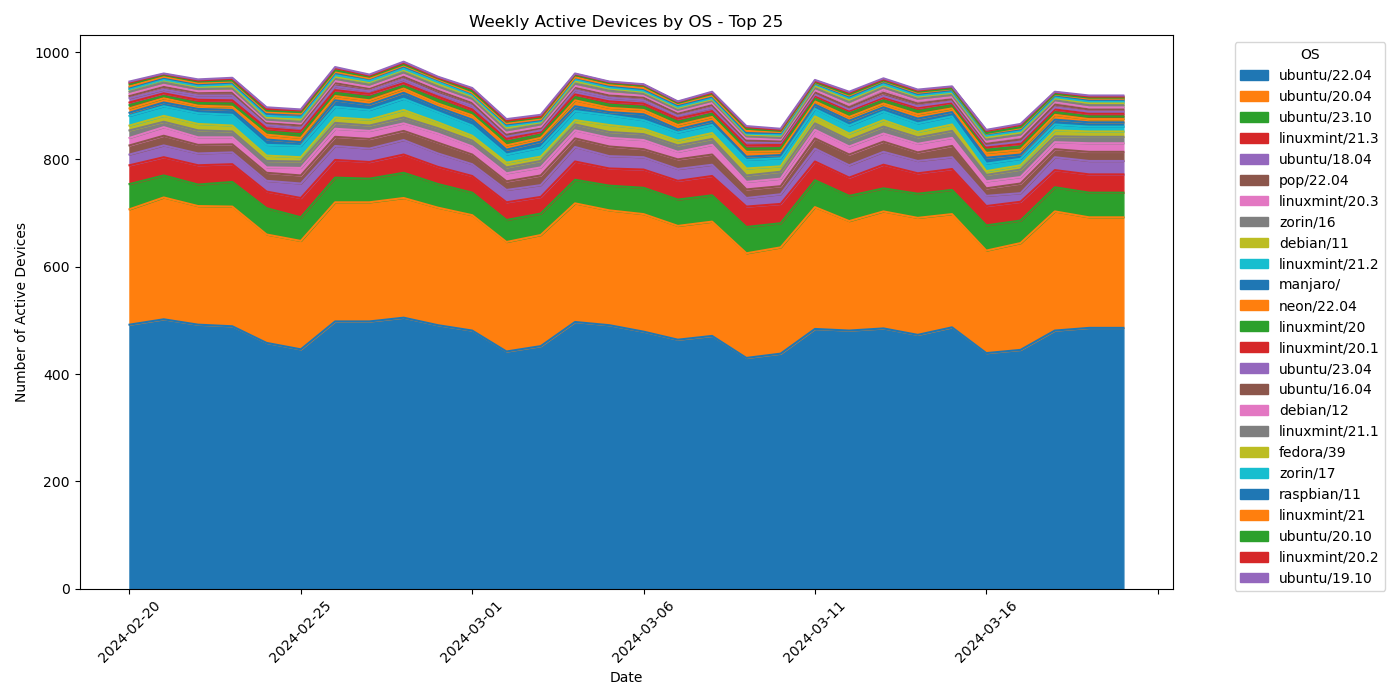 Weekly Active Devices by OS - Top 25
Number of Active Devices
1000
800
600
400
200
0
2024-02-20
2024-02-25
2024-03-01
2024-03-06
2024-03-11
2024-03-16
Date
OS
ubuntu/22.04
ubuntu/20.04
ubuntu/23.10
linuxmint/21.3
ubuntu/18.04
pop/22.04
linuxmint/20.3
zorin/16
debian/11
linuxmint/21.2
manjaro/
neon/22.04
linuxmint/20
linuxmint/20.1
ubuntu/23.04
ubuntu/16.04
debian/12
linuxmint/21.1
fedora/39
zorin/17
raspbian/11
linuxmint/21
ubuntu/20.10
linuxmint/20.2
ubuntu/19.10